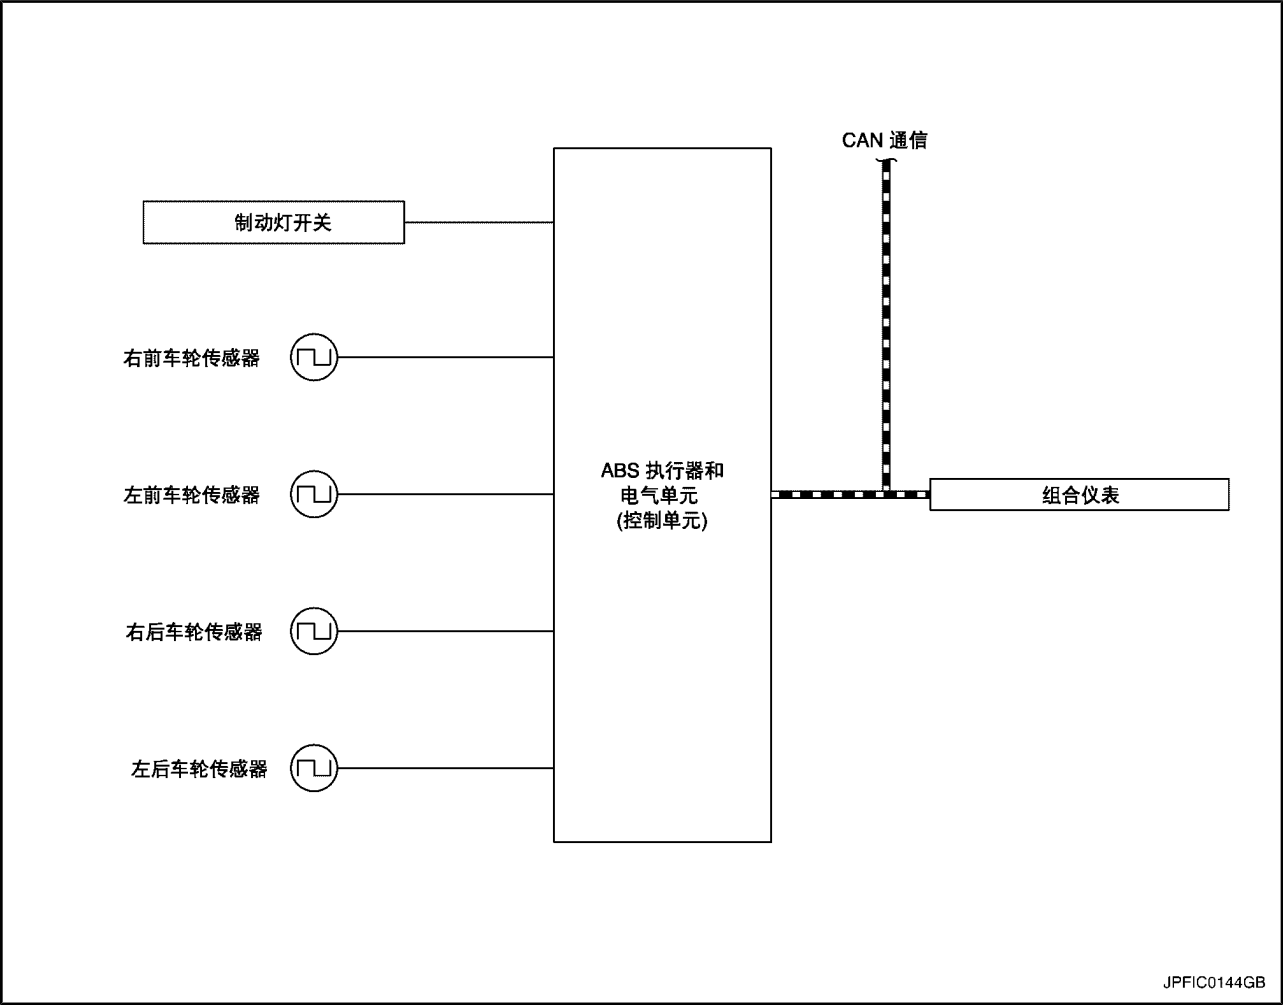 CAN 通信
制动灯开关
右前车轮传感器
左前车轮传感器
ABS 执行器和
电气单元
(控制单元)
组合仪表
右后车轮传感器
左后车轮传感器
JPFIC0144GB